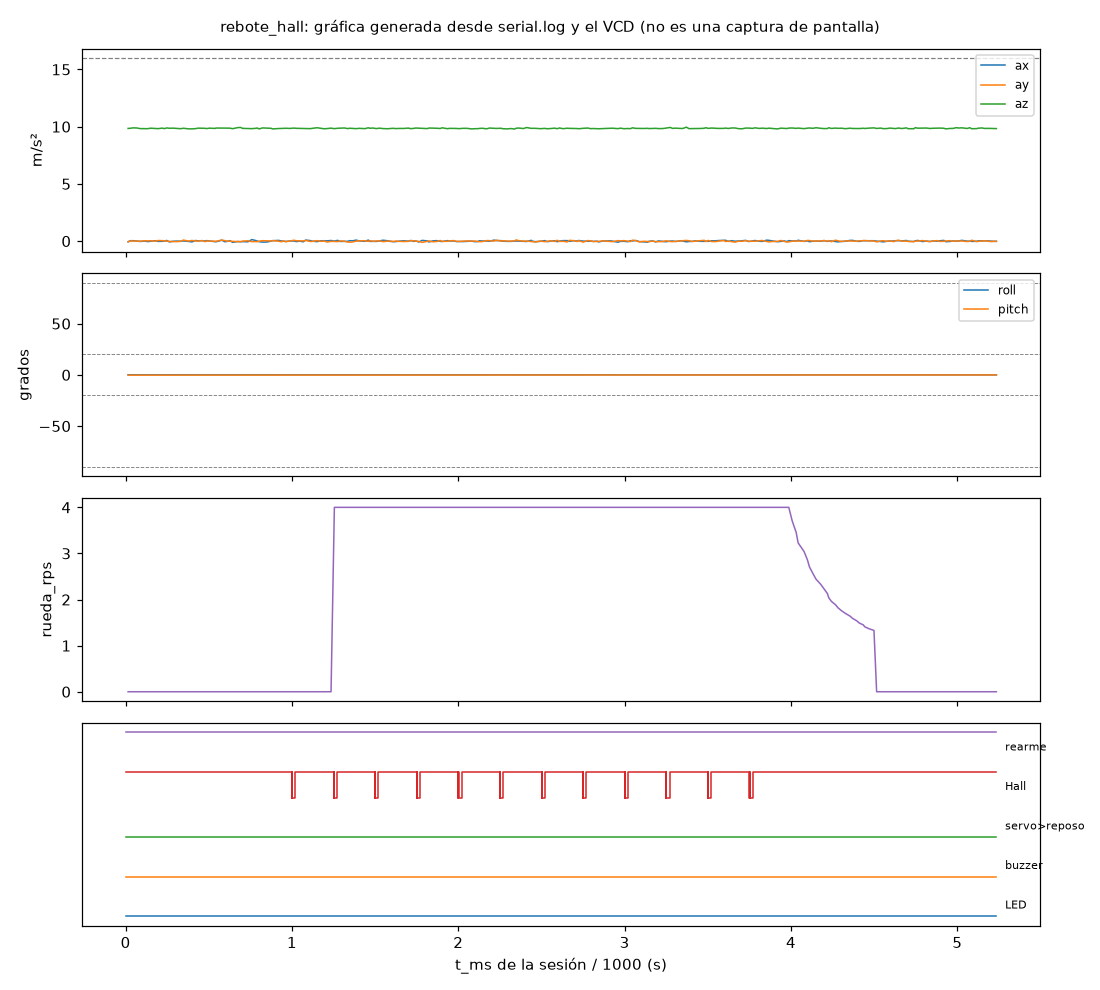 rebote_hall: gráfica generada desde serial.log y el VCD (no es una captura de pantalla)
15
10
5
0
m/s²
ax
ay
az
50
0
−50
grados
roll
pitch
4
3
2
1
0
rueda_rps
rearme
Hall
servo>reposo
buzzer
LED
0 1 2 3 4 5
t_ms de la sesión / 1000 (s)